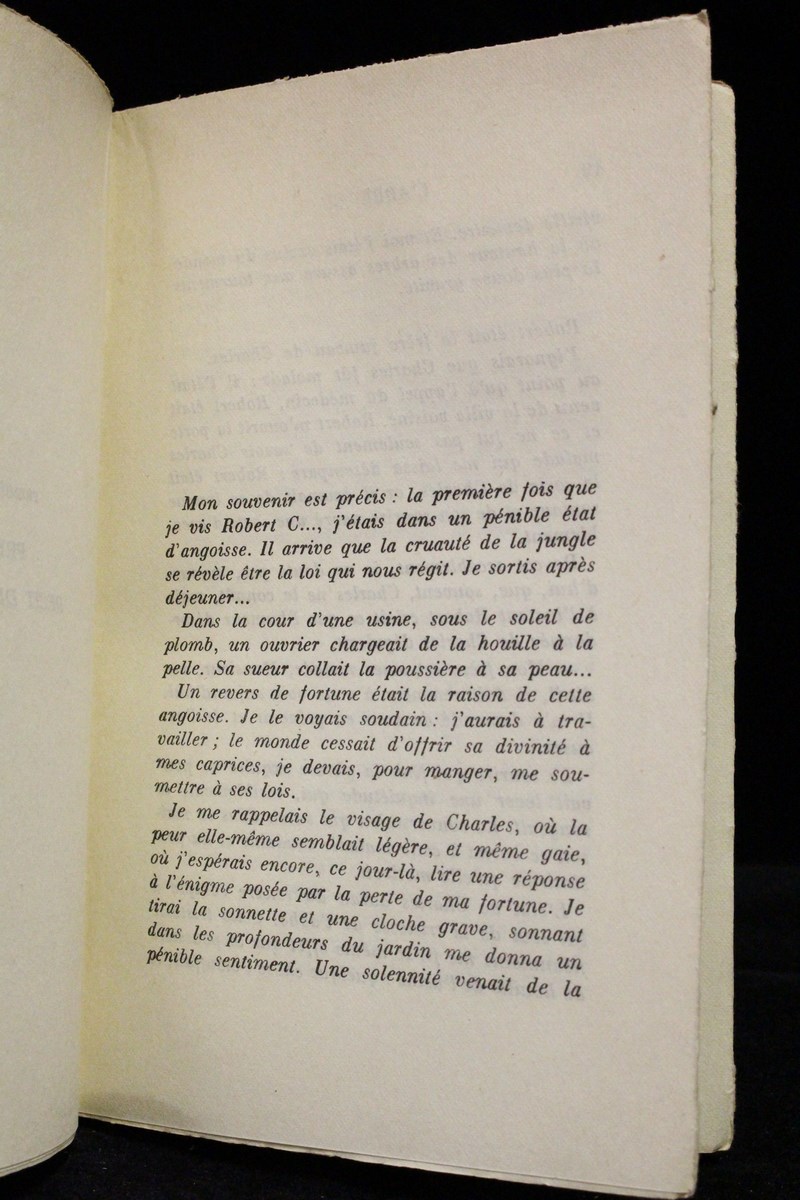 Mon souvenir est précis : la première fois que
je vis Robert C..., j'étais dans un pénible état
d'angoisse. Il arrive que la cruauté de la jungle
se révèle être la loi qui nous régit. Je sortis après
déjeuner...
Dans la cour d'une usine, sous le soleil de
plomb, un ouvrier chargeait de la houille à la
pelle. Sa sueur collait la poussière à sa peau...
Un revers de fortune était la raison de cette
angoisse. Je le voyais soudain : j'aurais à tra-
vailler ; le monde cessait d'offrir sa divinité à
mes caprices, je devais, pour manger, me sou-
mettre à ses lois.
Je me rappelais le visage de Charles, où la
peur elle-même semblait légère, et même gaie,
où j'espérais encore, ce jour-là, lire une réponse
à l'énigme posée par la perte de ma fortune. Je
tirai la sonnette et une cloche grave, sonnant
dans les profondeurs du jardin me donna un
pénible sentiment. Une solennité venait de la